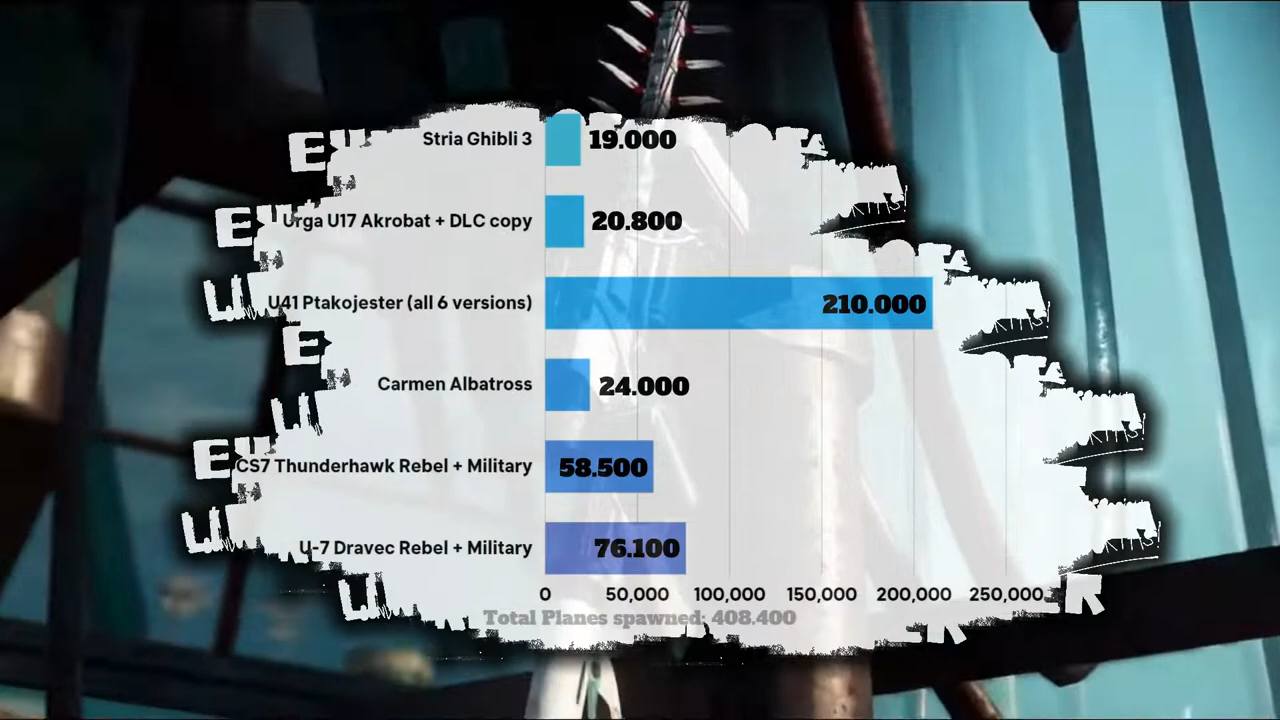 Stria Ghibli 3 19.000
Urga U17 Akrobat + DLC copy 20.800
U41 Ptakojester (all 6 versions) 210.000
Carmen Albatross 24.000
CS7 Thunderhawk Rebel + Military 58.500
U-7 Dravec Rebel + Military 76.100
0 50,000 100,000 150,000 200,000 250,000
Total Planes spawned: 408.400